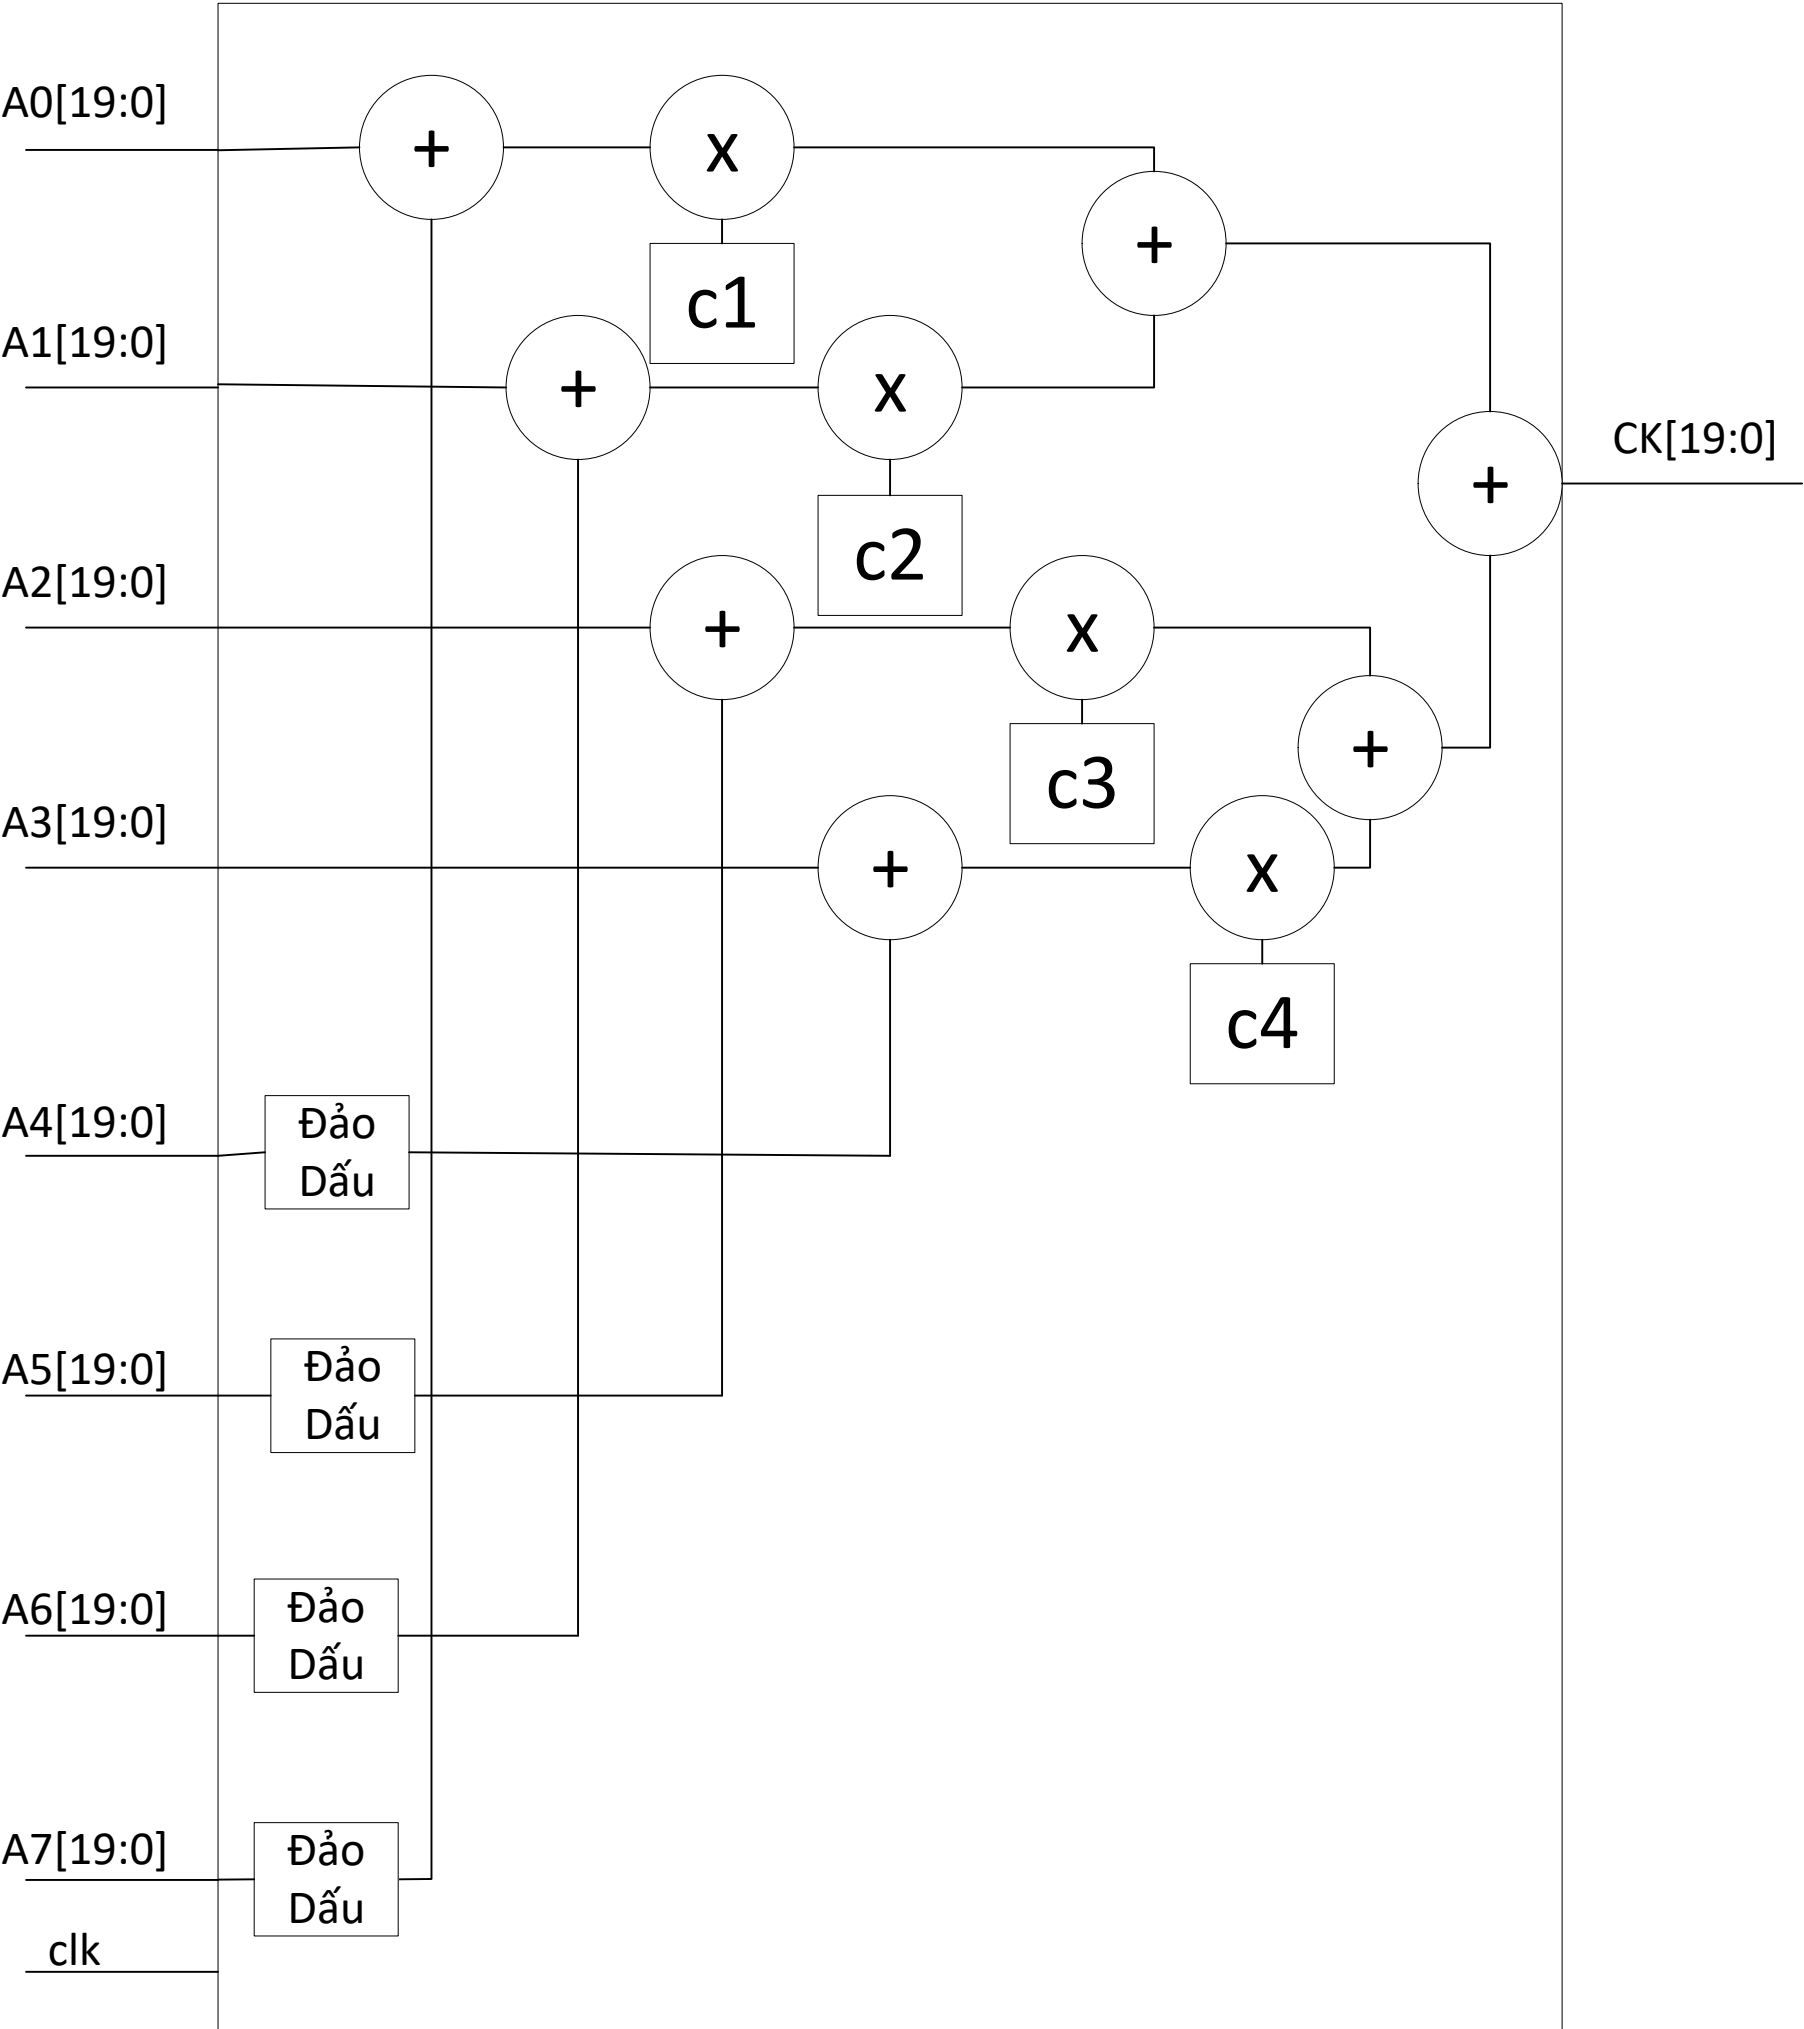 A0[19:0]
+
x
c1
+
A1[19:0]
+
x
c2
CK[19:0]
+
A2[19:0]
+
x
c3
+
A3[19:0]
+
x
c4
A4[19:0]
Đảo
Dấu
A5[19:0]
Đảo
Dấu
A6[19:0]
Đảo
Dấu
A7[19:0]
Đảo
Dấu
clk